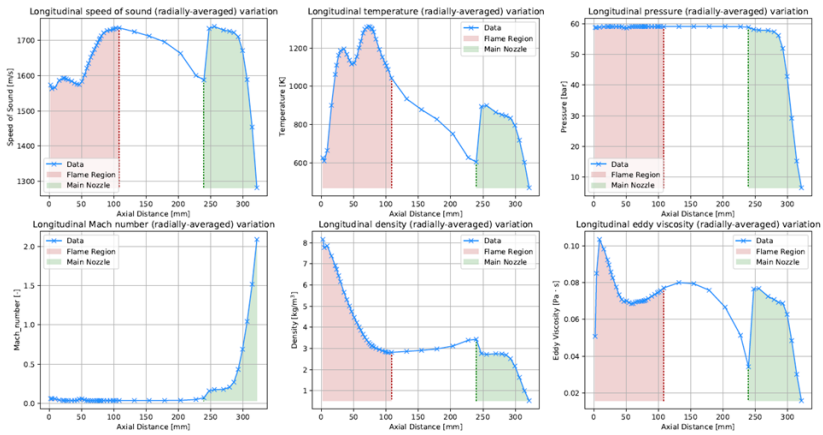 Longitudinal speed of sound (radially-averaged) variation
Speed of Sound [m/s]
1700
1600
1500
1400
1300
Data
Flame Region
Main Nozzle
0 50 100 150 200 250 300
Axial Distance [mm]
Longitudinal temperature (radially-averaged) variation
Temperature [K]
1200
1000
800
600
Data
Flame Region
Main Nozzle
0 50 100 150 200 250 300
Axial Distance [mm]
Longitudinal pressure (radially-averaged) variation
Pressure [bar]
60
50
40
30
20
10
Data
Flame Region
Main Nozzle
0 50 100 150 200 250 300
Axial Distance [mm]
Longitudinal Mach number (radially-averaged) variation
Mach_number [-]
2.0
1.5
1.0
0.5
0.0
Data
Flame Region
Main Nozzle
0 50 100 150 200 250 300
Axial Distance [mm]
Longitudinal density (radially-averaged) variation
Density [kg/m³]
8
7
6
5
4
3
2
1
Data
Flame Region
Main Nozzle
0 50 100 150 200 250 300
Axial Distance [mm]
Longitudinal eddy viscosity (radially-averaged) variation
Eddy Viscosity [Pa · s]
0.10
0.08
0.06
0.04
0.02
Data
Flame Region
Main Nozzle
0 50 100 150 200 250 300
Axial Distance [mm]